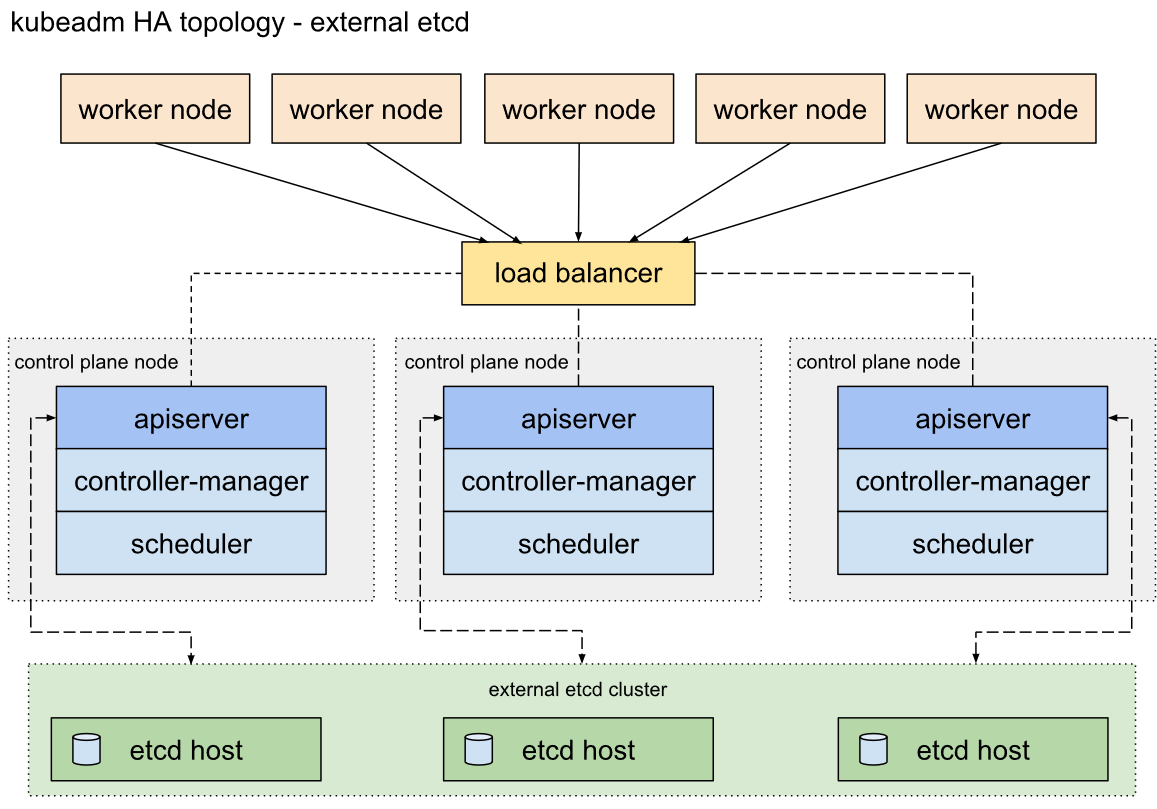 kubeadm HA topology - external etcd
worker node
worker node
worker node
worker node
worker node
load balancer
control plane node
control plane node
control plane node
apiserver
apiserver
apiserver
controller-manager
controller-manager
controller-manager
scheduler
scheduler
scheduler
external etcd cluster
etcd host
etcd host
etcd host